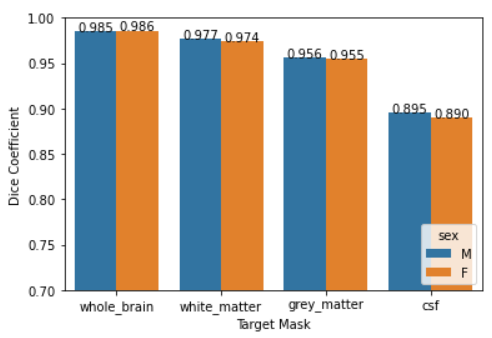 1.00
0.95
0.90
0.85
0.80
0.75
0.70
Dice Coefficient
0.985 0.986
0.977 0.974
0.956 0.955
0.895 0.890
sex
M
F
whole_brain white_matter grey_matter csf
Target Mask